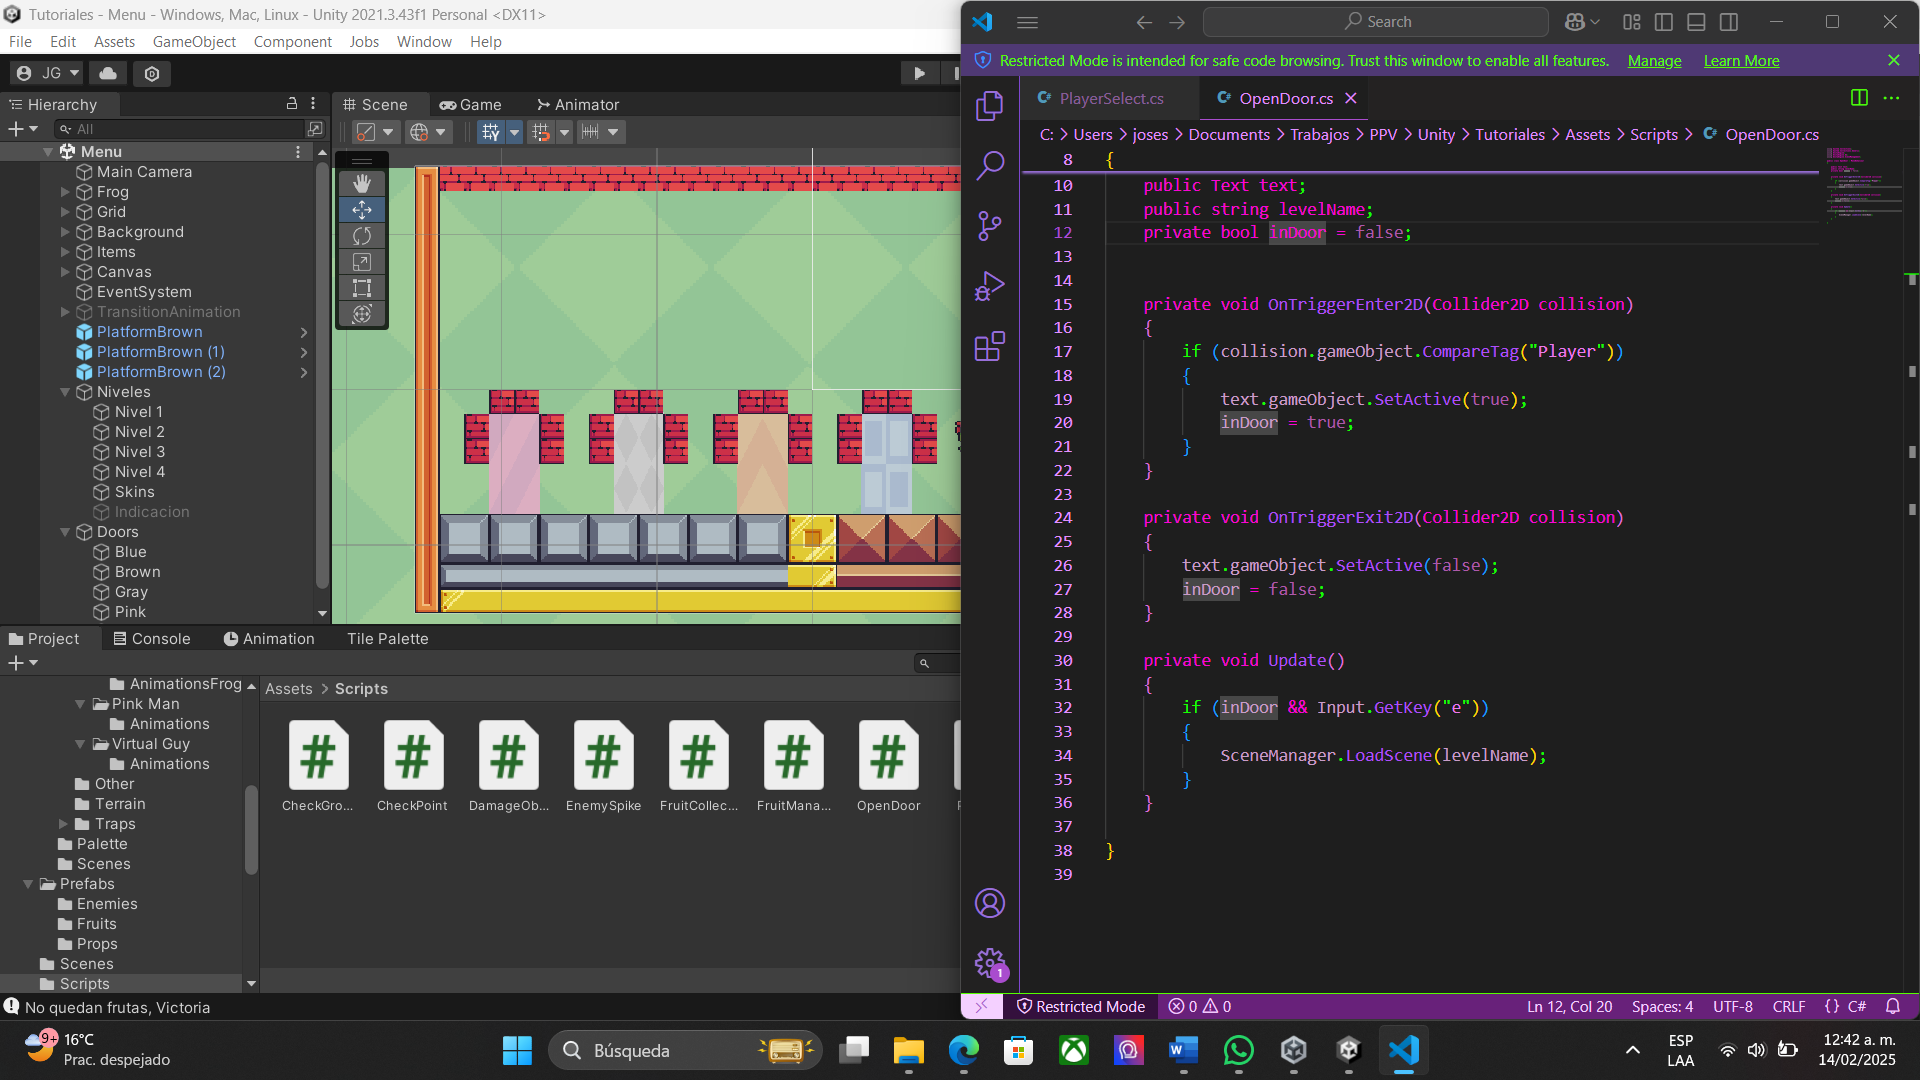 Tutoriales - Menu - Windows, Mac, Linux - Unity 2021.3.43f1 Personal <DX11>
File Edit Assets GameObject Component Jobs Window Help
JG
Hierarchy
All
Menu
Main Camera
Frog
Grid
Background
Items
Canvas
EventSystem
TransitionAnimation
PlatformBrown
PlatformBrown (1)
PlatformBrown (2)
Niveles
Nivel 1
Nivel 2
Nivel 3
Nivel 4
Skins
Indicacion
Doors
Blue
Brown
Gray
Pink
Scene Game Animator
Project Console Animation Tile Palette
AnimationsFrog
Pink Man
Animations
Virtual Guy
Animations
Other
Terrain
Traps
Palette
Scenes
Prefabs
Enemies
Fruits
Props
Scenes
Scripts
Assets > Scripts
CheckGro... CheckPoint DamageOb... EnemySpike FruitCollec... FruitMana... OpenDoor
No quedan frutas, Victoria
Search
Restricted Mode is intended for safe code browsing. Trust this window to enable all features. Manage Learn More
PlayerSelect.cs OpenDoor.cs
C: > Users > joses > Documents > Trabajos > PPV > Unity > Tutoriales > Assets > Scripts > OpenDoor.cs
8 {
10 public Text text;
11 public string levelName;
12 private bool inDoor = false;
13
14
15 private void OnTriggerEnter2D(Collider2D collision)
16 {
17 if (collision.gameObject.CompareTag("Player"))
18 {
19 text.gameObject.SetActive(true);
20 inDoor = true;
21 }
22 }
23
24 private void OnTriggerExit2D(Collider2D collision)
25 {
26 text.gameObject.SetActive(false);
27 inDoor = false;
28 }
29
30 private void Update()
31 {
32 if (inDoor && Input.GetKey("e"))
33 {
34 SceneManager.LoadScene(levelName);
35 }
36 }
37
38 }
39
1
Restricted Mode 0 0 Ln 12, Col 20 Spaces: 4 UTF-8 CRLF {} C#
9+ 16°C
Prac. despejado
Búsqueda
ESP
LAA
12:42 a. m.
14/02/2025